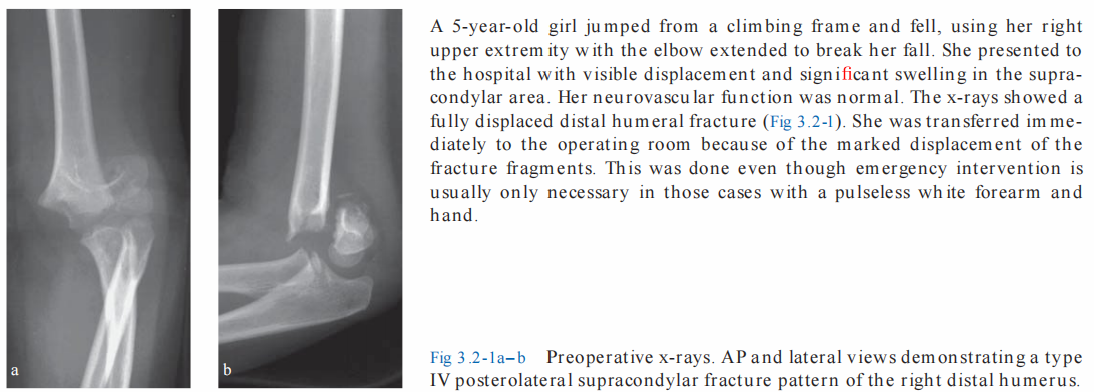 A 5-year-old girl jumped from a climbing frame and fell, using her right
upper extremity with the elbow extended to break her fall. She presented to
the hospital with visible displacement and significant swelling in the supra-
condylar area. Her neurovascular function was normal. The x-rays showed a
fully displaced distal humeral fracture (Fig 3.2-1). She was transferred imme-
diately to the operating room because of the marked displacement of the
fracture fragments. This was done even though emergency intervention is
usually only necessary in those cases with a pulseless white forearm and
hand.
a
b
Fig 3.2-1a–b Preoperative x-rays. AP and lateral views demonstrating a type
IV posterolateral supracondylar fracture pattern of the right distal humerus.